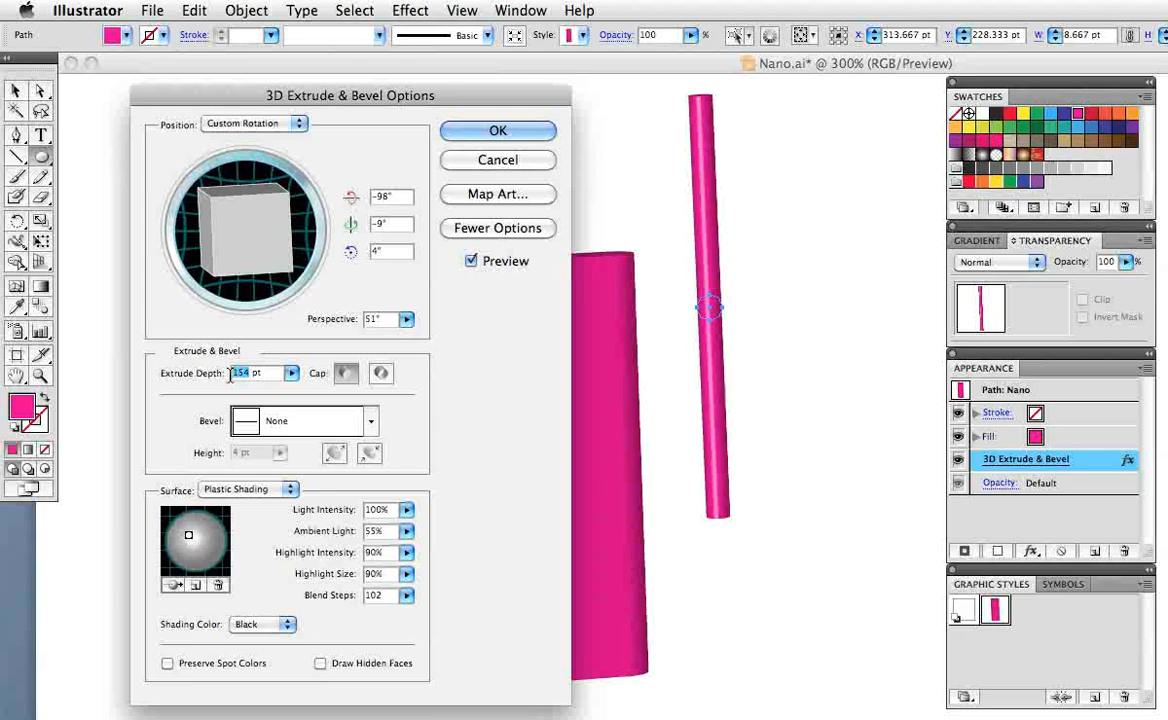 Illustrator File Edit Object Type Select Effect View Window Help
Path Stroke: Basic Style: Opacity: 100 % X: 313.667 pt Y: 228.333 pt W: 8.667 pt H:
Nano.ai* @ 300% (RGB/Preview)
3D Extrude & Bevel Options
Position: Custom Rotation
OK
Cancel
Map Art...
Fewer Options
Preview
-98°
-9°
4°
Perspective: 51°
Extrude & Bevel
Extrude Depth: 154 pt Cap:
Bevel: None
Height: 4 pt
Surface: Plastic Shading
Light Intensity: 100%
Ambient Light: 55%
Highlight Intensity: 90%
Highlight Size: 90%
Blend Steps: 102
Shading Color: Black
Preserve Spot Colors Draw Hidden Faces
SWATCHES
GRADIENT TRANSPARENCY
Normal Opacity: 100 %
Clip
Invert Mask
APPEARANCE
Path: Nano
Stroke:
Fill:
3D Extrude & Bevel fx
Opacity: Default
fx
GRAPHIC STYLES SYMBOLS